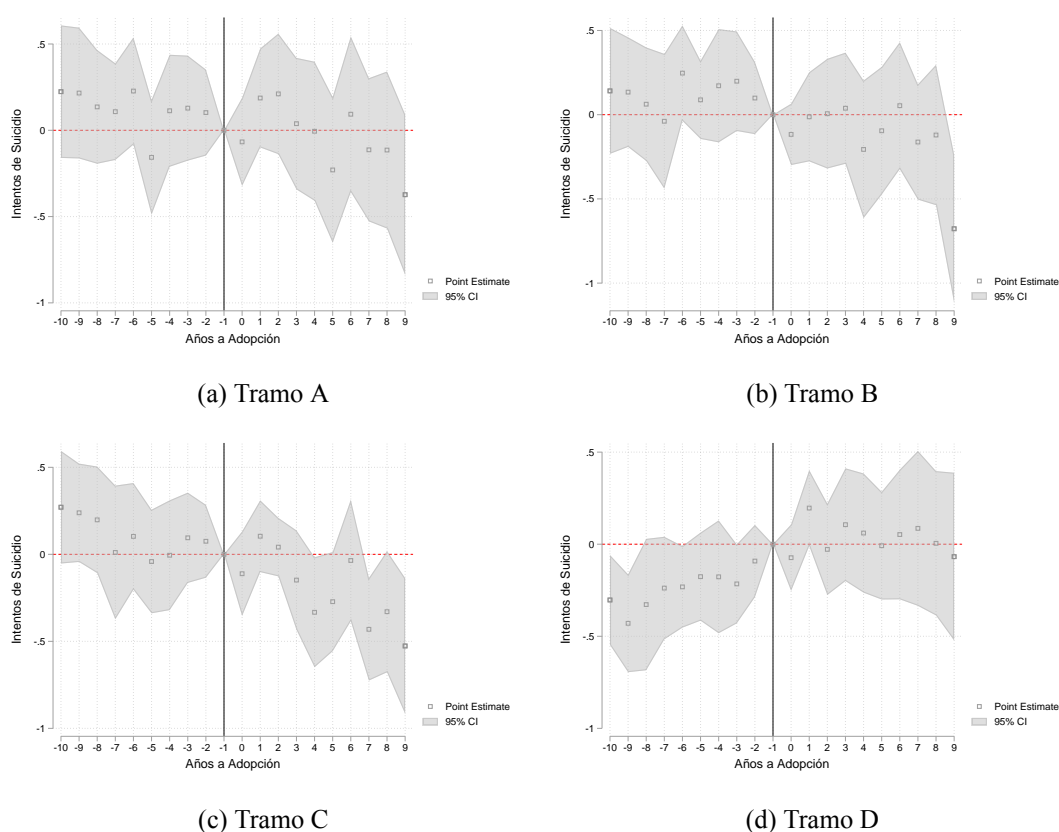 .5
0
-.5
-1
Intentos de Suicidio
-10 -9 -8 -7 -6 -5 -4 -3 -2 -1 0 1 2 3 4 5 6 7 8 9
Años a Adopción
Point Estimate
95% CI
(a) Tramo A
.5
0
-.5
-1
Intentos de Suicidio
-10 -9 -8 -7 -6 -5 -4 -3 -2 -1 0 1 2 3 4 5 6 7 8 9
Años a Adopción
Point Estimate
95% CI
(b) Tramo B
.5
0
-.5
-1
Intentos de Suicidio
-10 -9 -8 -7 -6 -5 -4 -3 -2 -1 0 1 2 3 4 5 6 7 8 9
Años a Adopción
Point Estimate
95% CI
(c) Tramo C
.5
0
-.5
-1
Intentos de Suicidio
-10 -9 -8 -7 -6 -5 -4 -3 -2 -1 0 1 2 3 4 5 6 7 8 9
Años a Adopción
Point Estimate
95% CI
(d) Tramo D